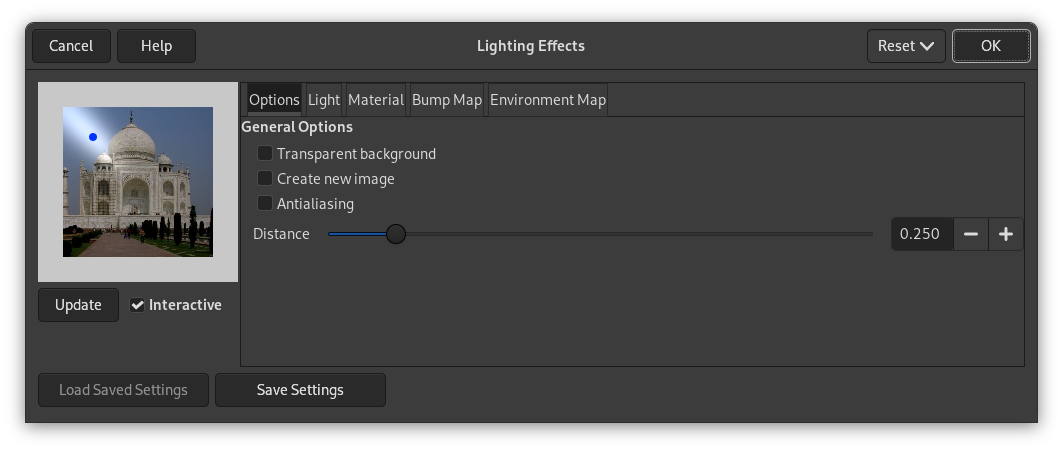 Cancel Help Lighting Effects Reset OK
Options Light Material Bump Map Environment Map
General Options
Transparent background
Create new image
Antialiasing
Distance 0.250
Update Interactive
Load Saved Settings Save Settings